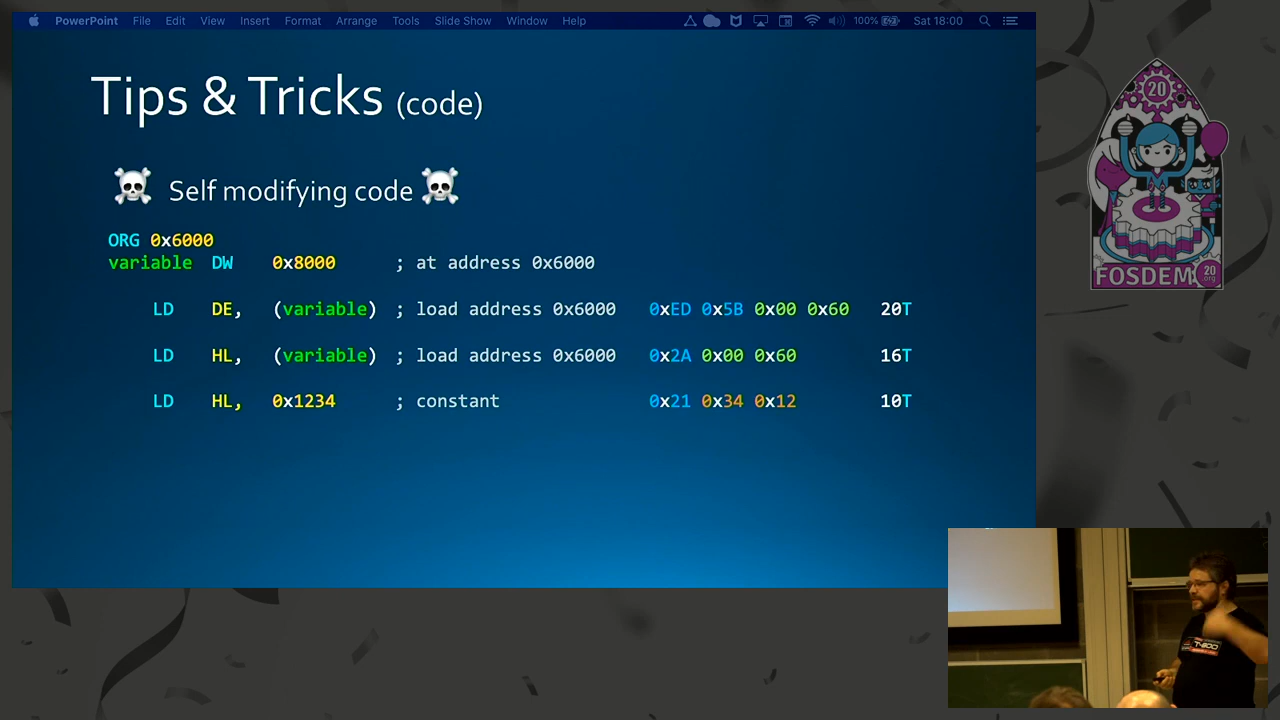 PowerPoint File Edit View Insert Format Arrange Tools Slide Show Window Help 100% Sat 18:00
Tips & Tricks (code)
Self modifying code
ORG 0x6000
variable DW 0x8000 ; at address 0x6000
LD DE, (variable) ; load address 0x6000 0xED 0x5B 0x00 0x60 20T
LD HL, (variable) ; load address 0x6000 0x2A 0x00 0x60 16T
LD HL, 0x1234 ; constant 0x21 0x34 0x12 10T
20
FOSDEM 20
.org